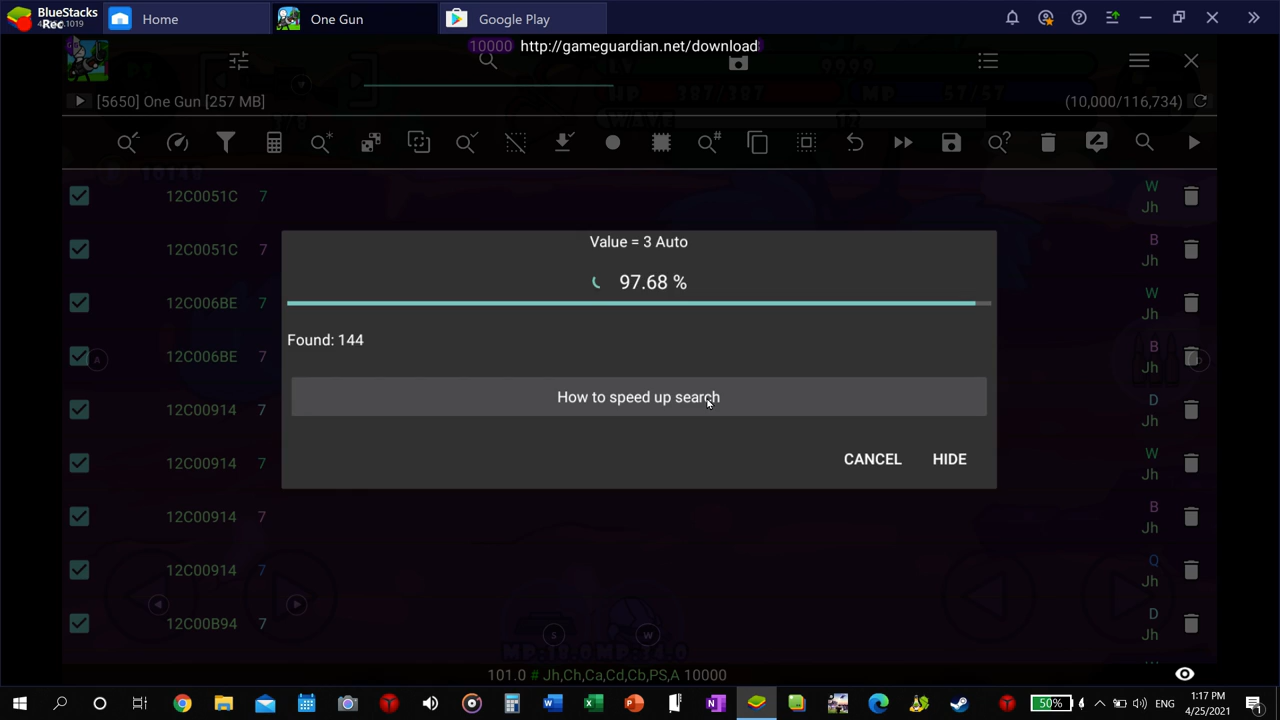 BlueStacks
Rec
Home
One Gun
Google Play
10000 http://gameguardian.net/download
[5650] One Gun [257 MB]
(10,000/116,734)
12C0051C 7 W
Jh
12C0051C 7 B
Jh
12C006BE 7 W
Jh
12C006BE 7 B
Jh
12C00914 7 D
Jh
12C00914 7 W
Jh
12C00914 7 B
Jh
12C00914 7 Q
Jh
12C00B94 7 D
Jh
Value = 3 Auto
97.68 %
Found: 144
How to speed up search
CANCEL HIDE
A
S W
101.0 # Jh,Ch,Ca,Cd,Cb,PS,A 10000
50% ENG
1:17 PM
4/25/2021